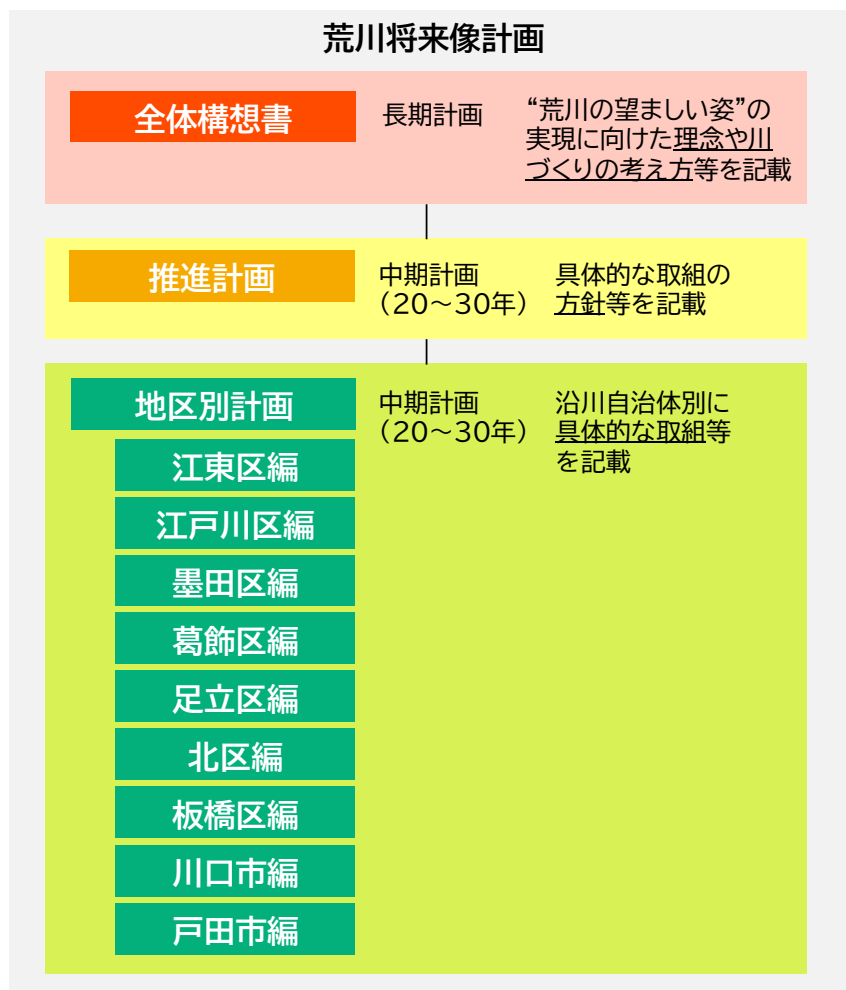 荒川将来像計画
全体構想書
長期計画
“荒川の望ましい姿”の
実現に向けた理念や川
づくりの考え方等を記載
推進計画
中期計画
（20～30年）
具体的な取組の
方針等を記載
地区別計画
中期計画
（20～30年）
沿川自治体別に
具体的な取組等
を記載
江東区編
江戸川区編
墨田区編
葛飾区編
足立区編
北区編
板橋区編
川口市編
戸田市編